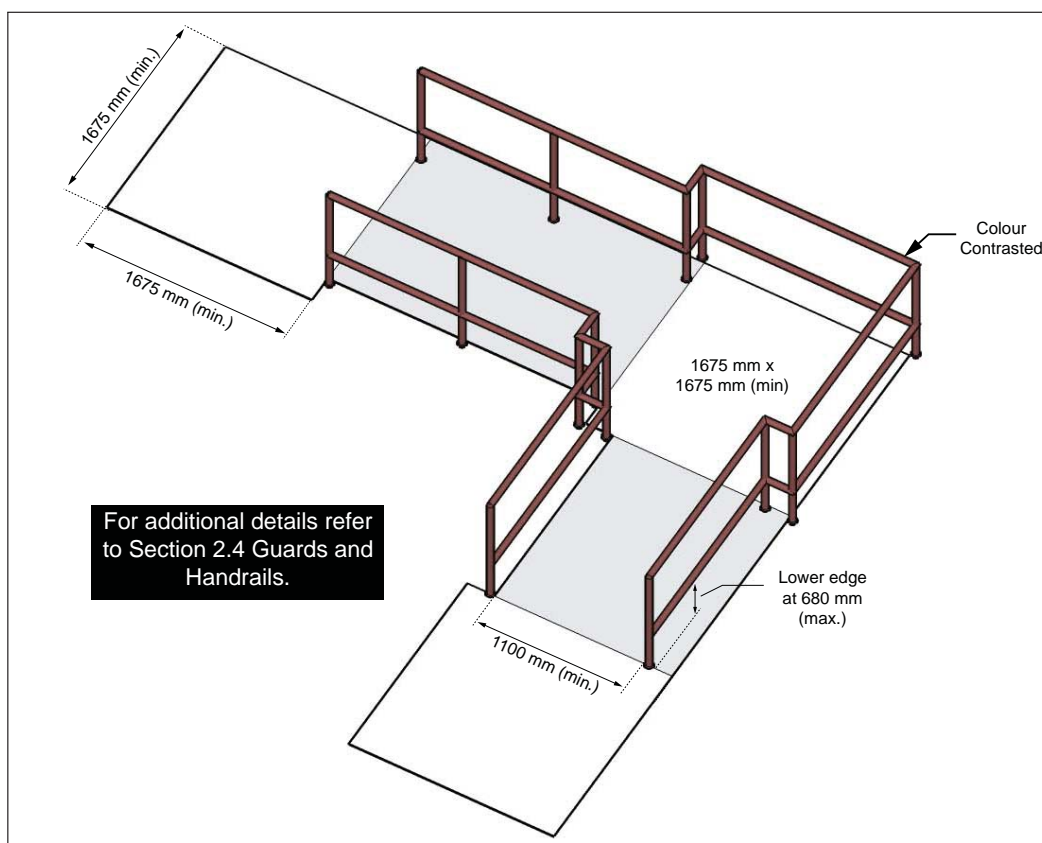 1675 mm (min.)
Colour
Contrasted
1675 mm (min.)
1675 mm x
1675 mm (min)
For additional details refer
to Section 2.4 Guards and
Handrails.
Lower edge
at 680 mm
(max.)
1100 mm (min.)